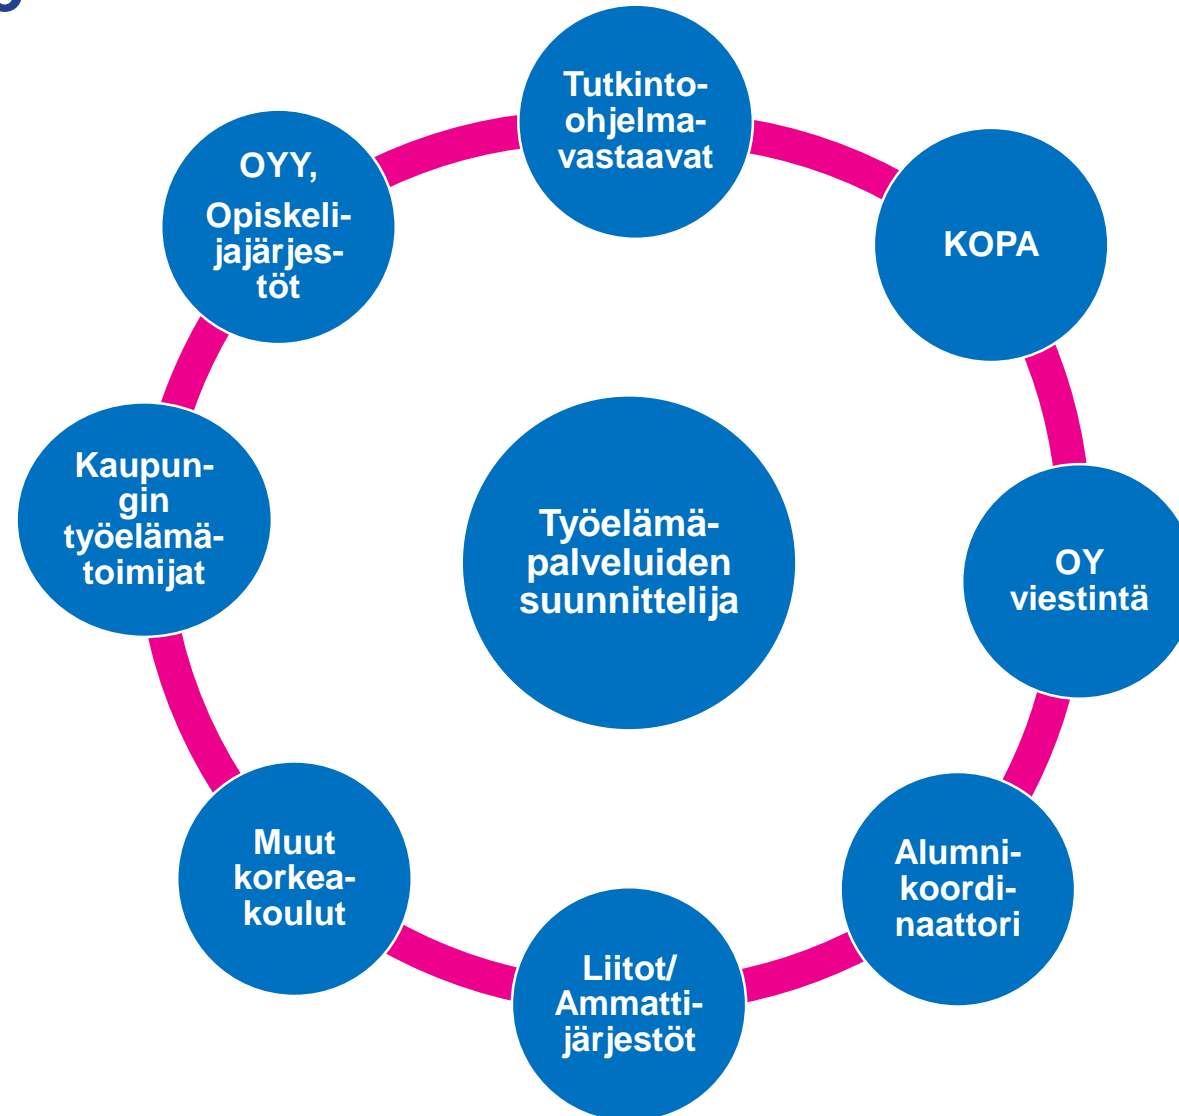 Tutkinto-
ohjelma-
vastaavat
KOPA
OY
viestintä
Alumni-
koordi-
naattori
Liitot/
Ammatti-
järjestöt
Muut
korkea-
koulut
Kaupun-
gin
työelämä-
toimijat
OYY,
Opiskeli-
jajärjes-
töt
Työelämä-
palveluiden
suunnittelija